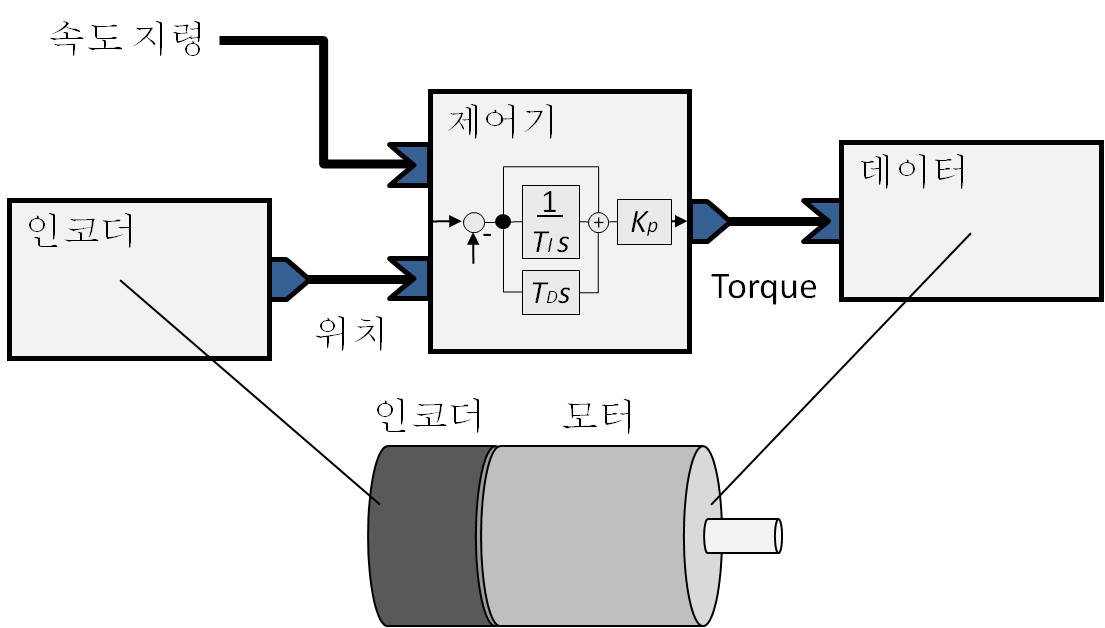 속도 지령
제어기
데이터
인코더
1
T_I s
K_p
-
+
T_D s
위치
Torque
인코더
모터